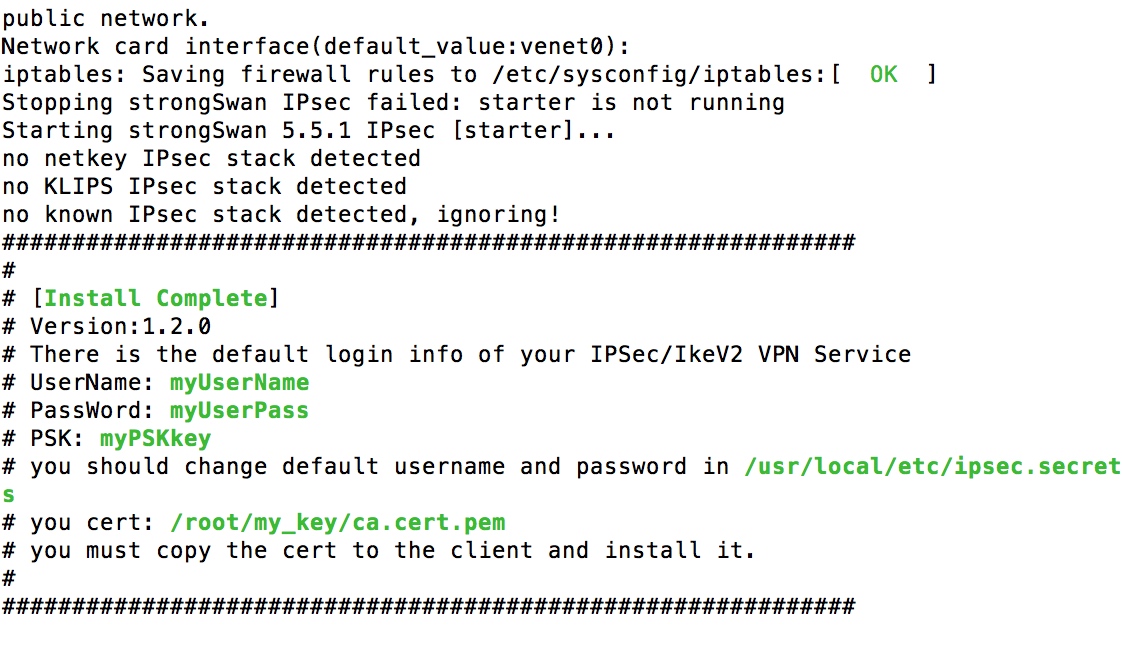 public network.
Network card interface(default_value:venet0):
iptables: Saving firewall rules to /etc/sysconfig/iptables:[  OK  ]
Stopping strongSwan IPsec failed: starter is not running
Starting strongSwan 5.5.1 IPsec [starter]...
no netkey IPsec stack detected
no KLIPS IPsec stack detected
no known IPsec stack detected, ignoring!
#############################################################
#
# [Install Complete]
# Version:1.2.0
# There is the default login info of your IPSec/IkeV2 VPN Service
# UserName: myUserName
# PassWord: myUserPass
# PSK: myPSKkey
# you should change default username and password in /usr/local/etc/ipsec.secret
s
# you cert: /root/my_key/ca.cert.pem
# you must copy the cert to the client and install it.
#
#############################################################